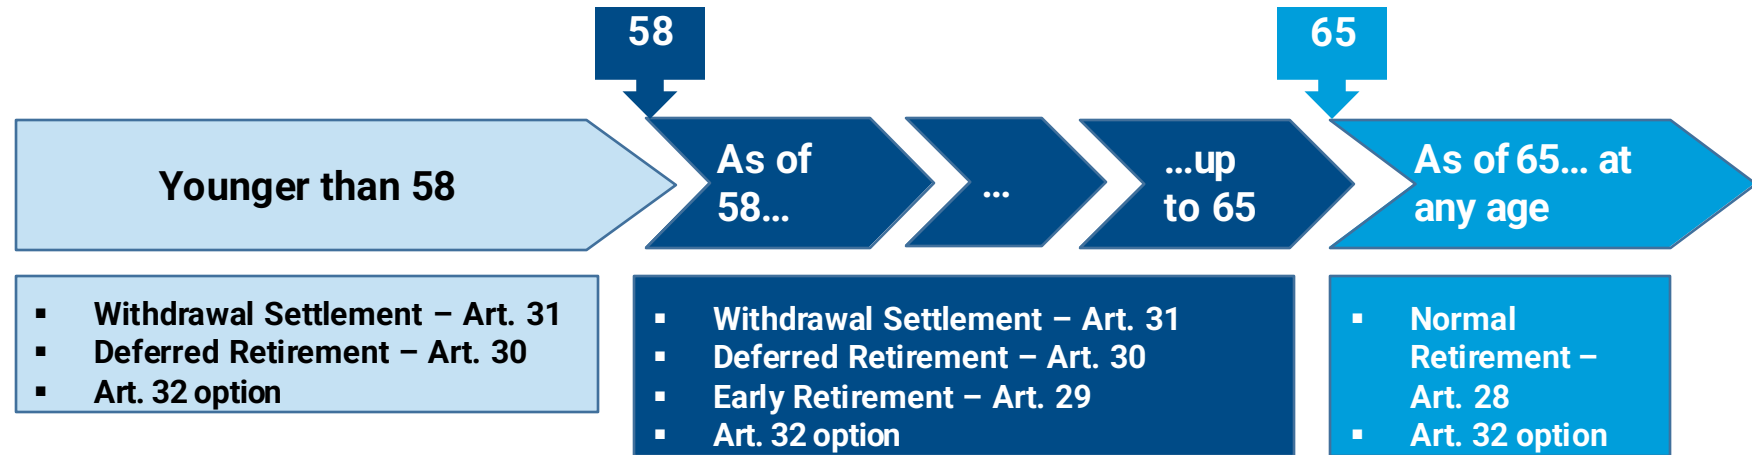 58
65
Younger than 58
As of
58...
...
...up
to 65
As of 65... at
any age
▪ Withdrawal Settlement – Art. 31
▪ Deferred Retirement – Art. 30
▪ Art. 32 option
▪ Withdrawal Settlement – Art. 31
▪ Deferred Retirement – Art. 30
▪ Early Retirement – Art. 29
▪ Art. 32 option
▪ Normal
Retirement –
Art. 28
▪ Art. 32 option